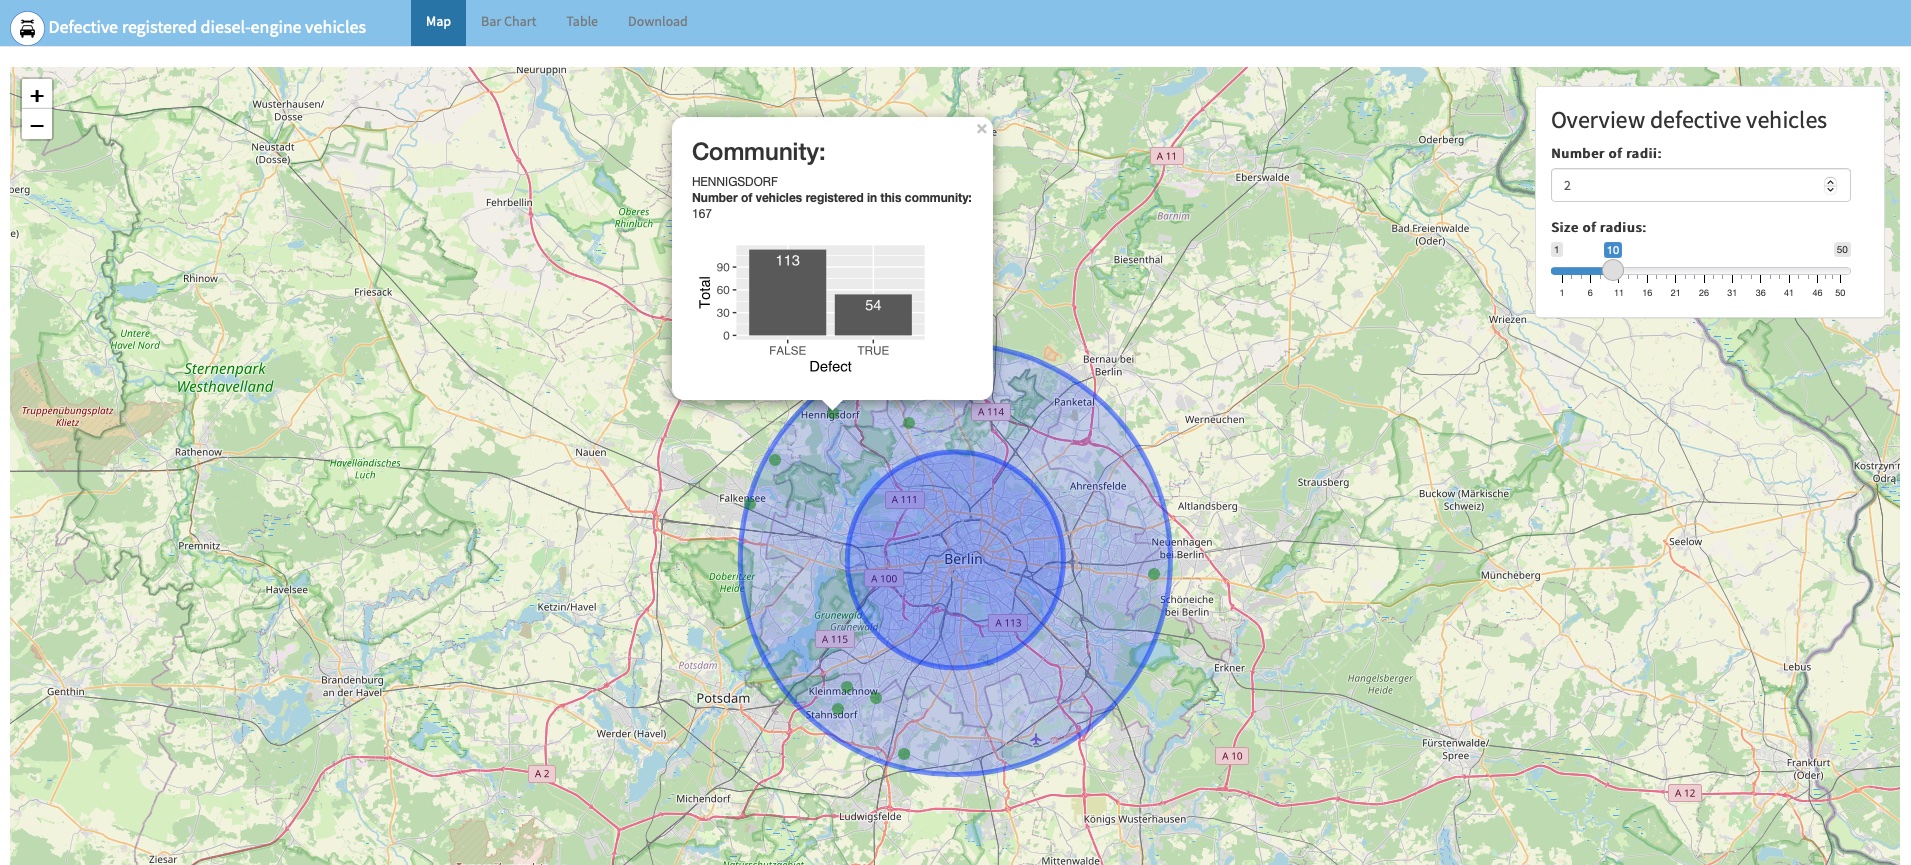 Defective registered diesel-engine vehicles
Map
Bar Chart
Table
Download
+
−
Overview defective vehicles
Number of radii:
2
Size of radius:
1
10
50
1 6 11 16 21 26 31 36 41 46 50
×
Community:
HENNIGSDORF
Number of vehicles registered in this community:
167
113
54
90
60
30
0
Total
FALSE
TRUE
Defect
Neuruppin
Wusterhausen/
Dosse
Neustadt
(Dosse)
Fehrbellin
Oberes
Rhinluch
A 11
Eberswalde
Oderberg
Barnim
Bad Freienwalde
(Oder)
Biesenthal
Rhinow
Friesack
Wriezen
Untere
Havel Nord
Sternenpark
Westhavelland
Truppenübungsplatz
Klietz
Bernau bei
Berlin
Panketal
A 114
Hennigsdorf
Werneuchen
Rathenow
Nauen
Havelländisches
Luch
Kostrzyn
Odrą
Strausberg
Buckow (Märkische
Schweiz)
Ahrensfelde
Altlandsberg
Falkensee
A 111
Premnitz
Neuenhagen
bei Berlin
Seelow
Berlin
A 100
Müncheberg
Döberitzer
Heide
Havelsee
Ketzin/Havel
Schöneiche
bei Berlin
Grunewald
Grunewald
A 115
A 113
Potsdam
Erkner
Lebus
Brandenburg
an der Havel
Genthin
Hangelsberger
Heide
Potsdam
Kleinmachnow
Stahnsdorf
Werder (Havel)
Fürstenwalde/
Spree
A 10
Frankfurt
(Oder)
A 2
A 12
Michendorf
Ludwigsfelde
Königs Wusterhausen
Ziesar
Mittenwalde